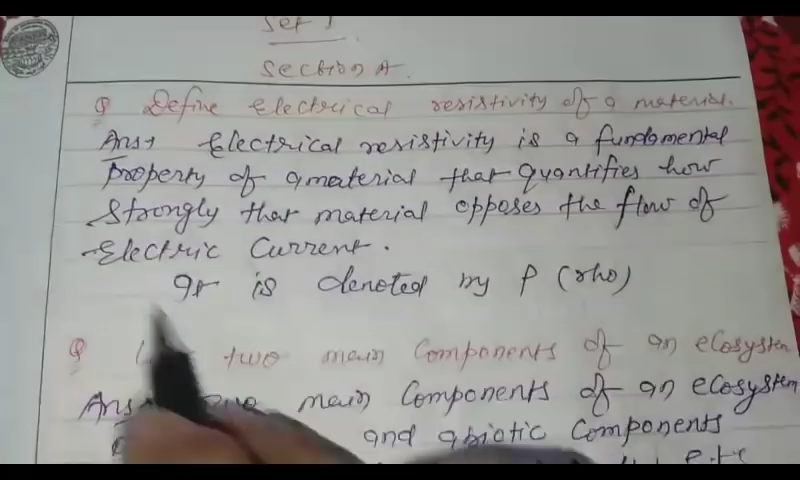 Set 1
Section A.
Q Define Electrical resistivity of a material.
Ans→ Electrical resistivity is a fundamental
property of a material that quantifies how
strongly that material opposes the flow of
Electric Current.
It is denoted by ρ (rho)
Q two main Components of an ecosystem
Ans→ main Components of an ecosystem
and abiotic Components